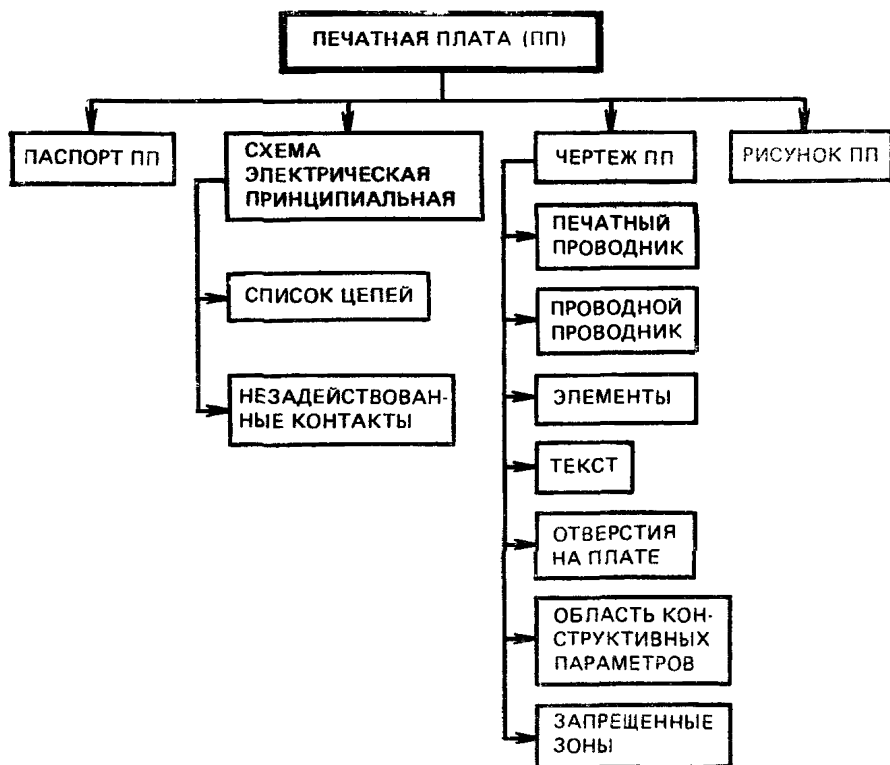 ПЕЧАТНАЯ ПЛАТА (ПП)
ПАСПОРТ ПП
СХЕМА
ЭЛЕКТРИЧЕСКАЯ
ПРИНЦИПИАЛЬНАЯ
ЧЕРТЕЖ ПП
РИСУНОК ПП
СПИСОК ЦЕПЕЙ
НЕЗАДЕЙСТВОВАН-
НЫЕ КОНТАКТЫ
ПЕЧАТНЫЙ
ПРОВОДНИК
ПРОВОДНОЙ
ПРОВОДНИК
ЭЛЕМЕНТЫ
ТЕКСТ
ОТВЕРСТИЯ
НА ПЛАТЕ
ОБЛАСТЬ КОН-
СТРУКТИВНЫХ
ПАРАМЕТРОВ
ЗАПРЕЩЕННЫЕ
ЗОНЫ